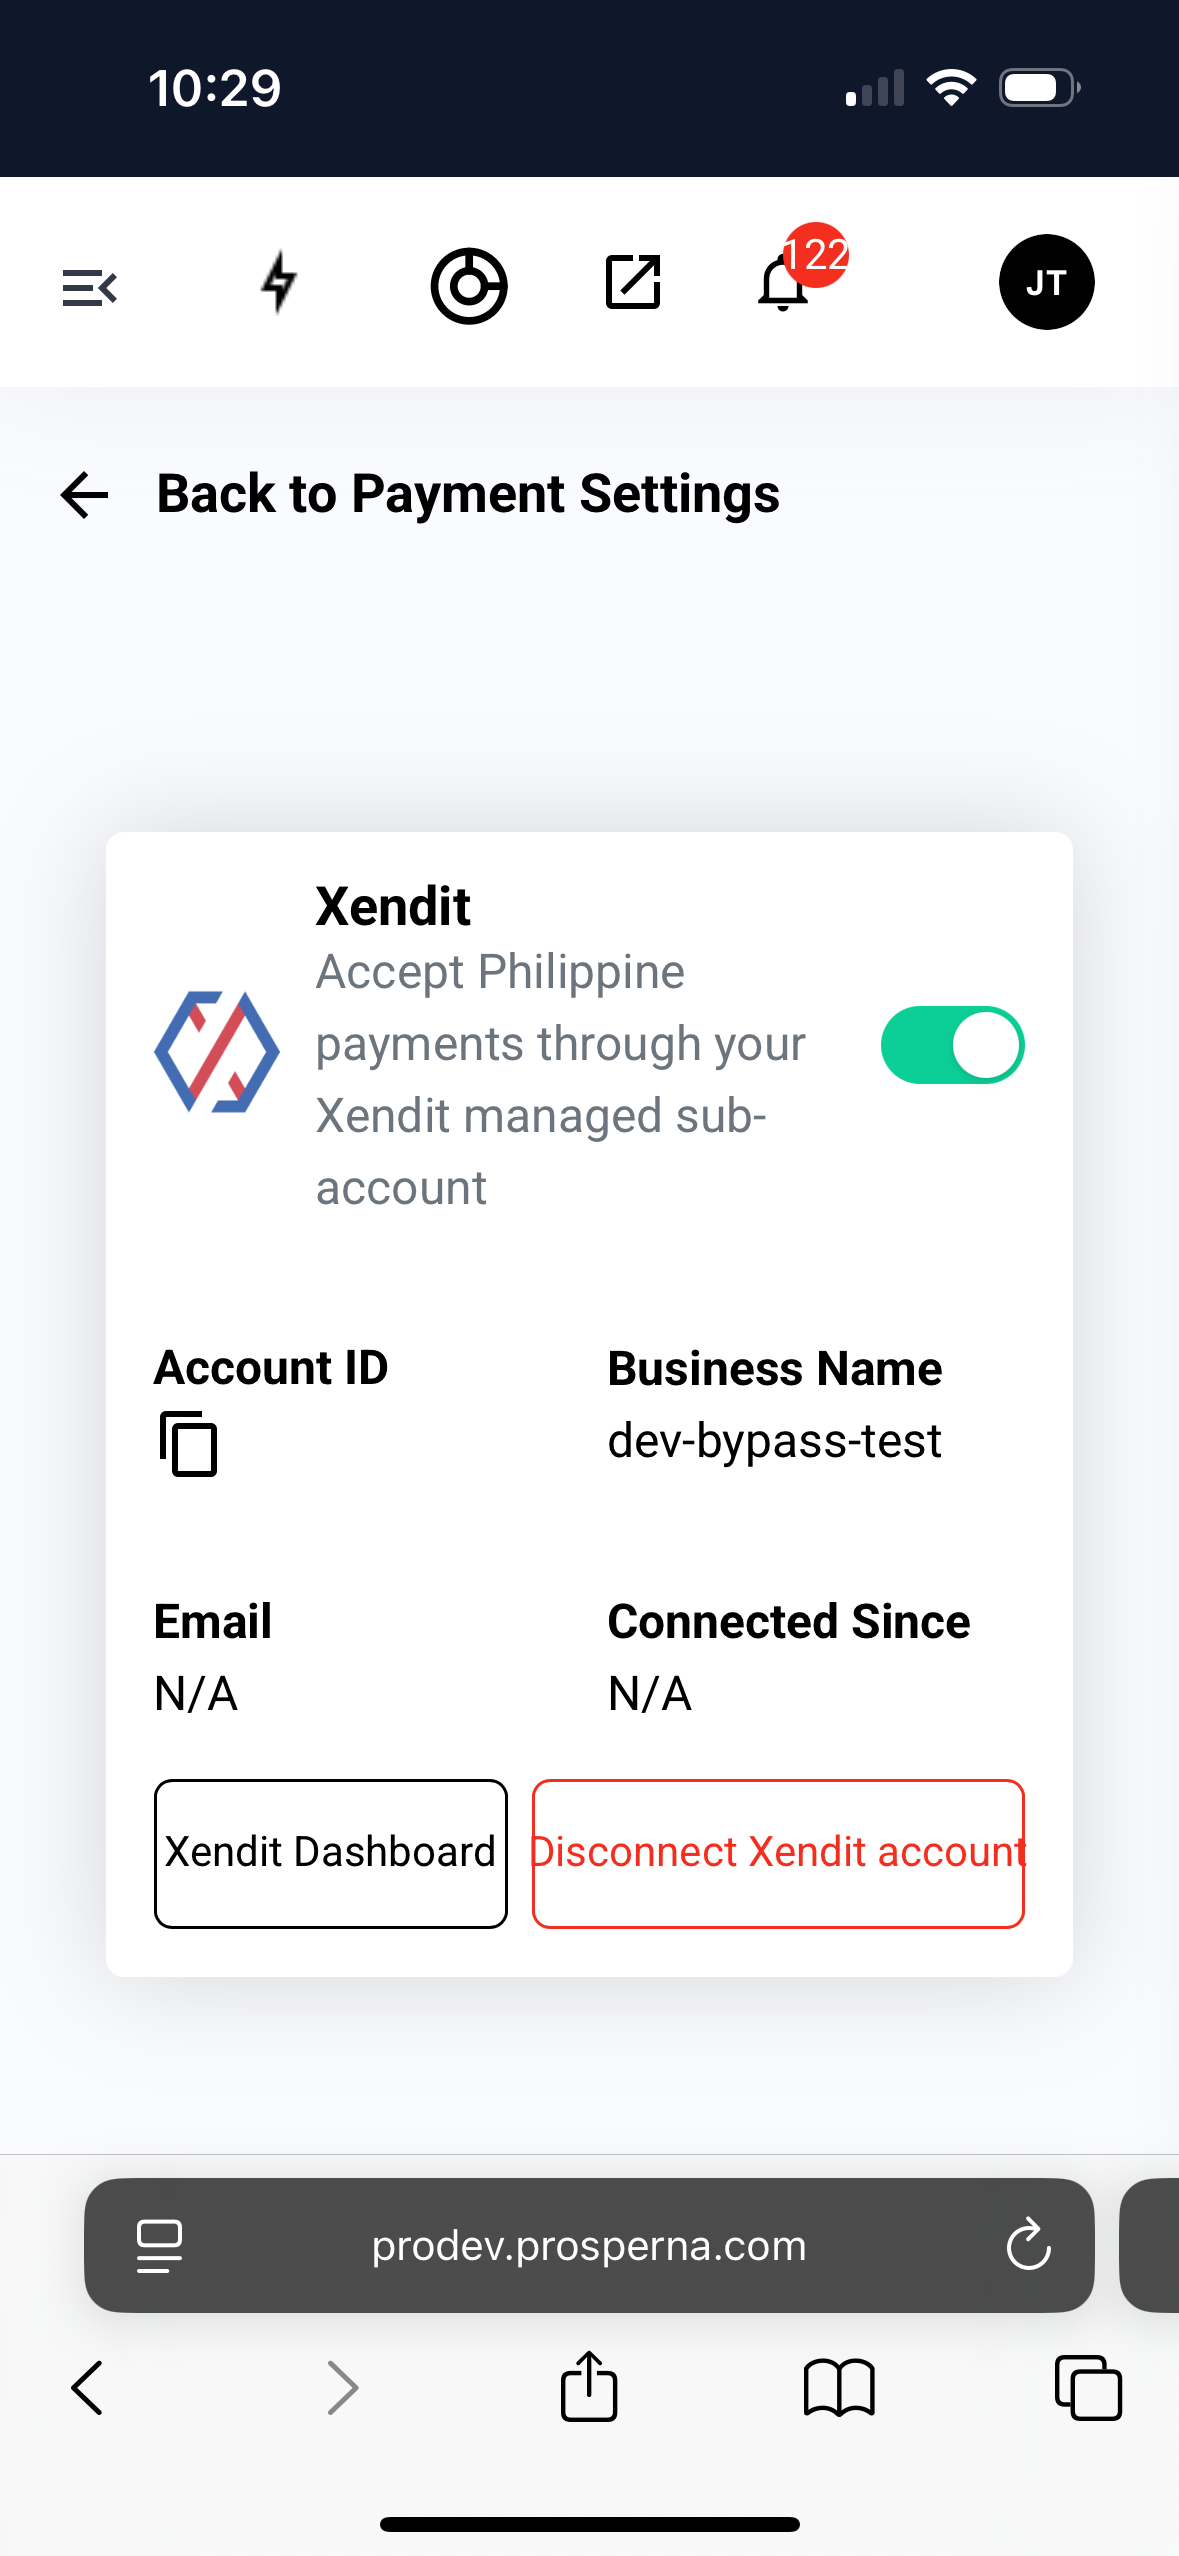 10:29
122
JT
Back to Payment Settings
Xendit
Accept Philippine
payments through your
Xendit managed sub-
account
Account ID
Business Name
dev-bypass-test
Email
N/A
Connected Since
N/A
Xendit Dashboard
Disconnect Xendit account
prodev.prosperna.com